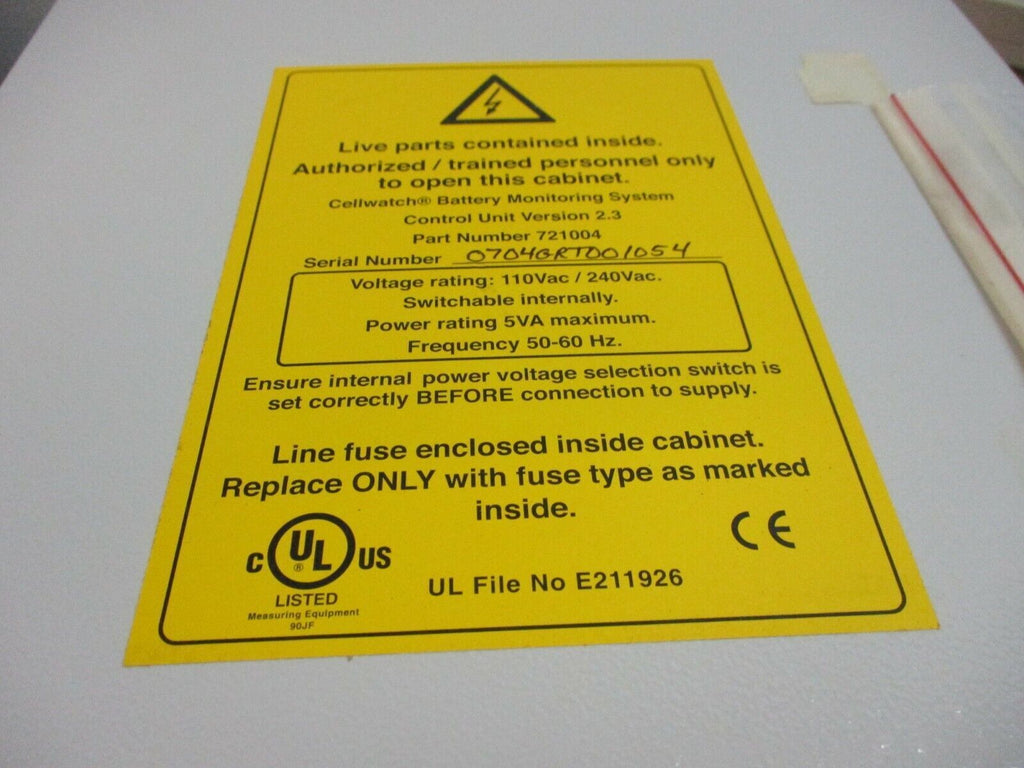 Live parts contained inside.
Authorized / trained personnel only
to open this cabinet.
Cellwatch® Battery Monitoring System
Control Unit Version 2.3
Part Number 721004
Serial Number 0704GRT001054
Voltage rating: 110Vac / 240Vac.
Switchable internally.
Power rating 5VA maximum.
Frequency 50-60 Hz.
Ensure internal power voltage selection switch is
set correctly BEFORE connection to supply.
Line fuse enclosed inside cabinet.
Replace ONLY with fuse type as marked
inside.
C UL ® US
LISTED
Measuring Equipment
90JF
UL File No E211926
CE